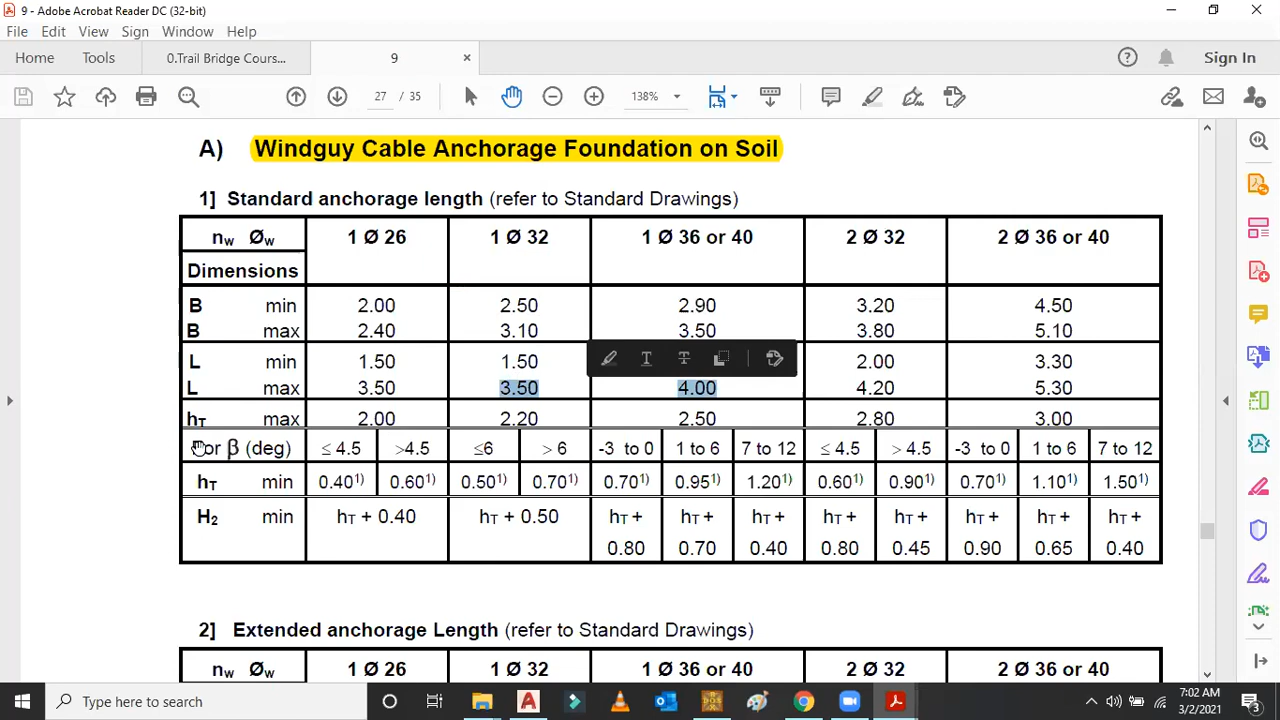 9 - Adobe Acrobat Reader DC (32-bit)
File Edit View Sign Window Help
Home Tools 0.Trail Bridge Cours... 9 × Sign In
27 / 35 138%
A) Windguy Cable Anchorage Foundation on Soil
1] Standard anchorage length (refer to Standard Drawings)
nw Øw 1 Ø 26 1 Ø 32 1 Ø 36 or 40 2 Ø 32 2 Ø 36 or 40
Dimensions
B min 2.00 2.50 2.90 3.20 4.50
B max 2.40 3.10 3.50 3.80 5.10
L min 1.50 1.50 2.00 3.30
L max 3.50 3.50 4.00 4.20 5.30
hT max 2.00 2.20 2.50 2.80 3.00
or β (deg) ≤ 4.5 >4.5 ≤6 > 6 -3 to 0 1 to 6 7 to 12 ≤ 4.5 > 4.5 -3 to 0 1 to 6 7 to 12
hT min 0.40¹⁾ 0.60¹⁾ 0.50¹⁾ 0.70¹⁾ 0.70¹⁾ 0.95¹⁾ 1.20¹⁾ 0.60¹⁾ 0.90¹⁾ 0.70¹⁾ 1.10¹⁾ 1.50¹⁾
H2 min hT + 0.40 hT + 0.50 hT + hT + hT + hT + hT + hT + hT + hT +
0.80 0.70 0.40 0.80 0.45 0.90 0.65 0.40
2] Extended anchorage Length (refer to Standard Drawings)
nw Øw 1 Ø 26 1 Ø 32 1 Ø 36 or 40 2 Ø 32 2 Ø 36 or 40
Type here to search
7:02 AM
3/2/2021
3